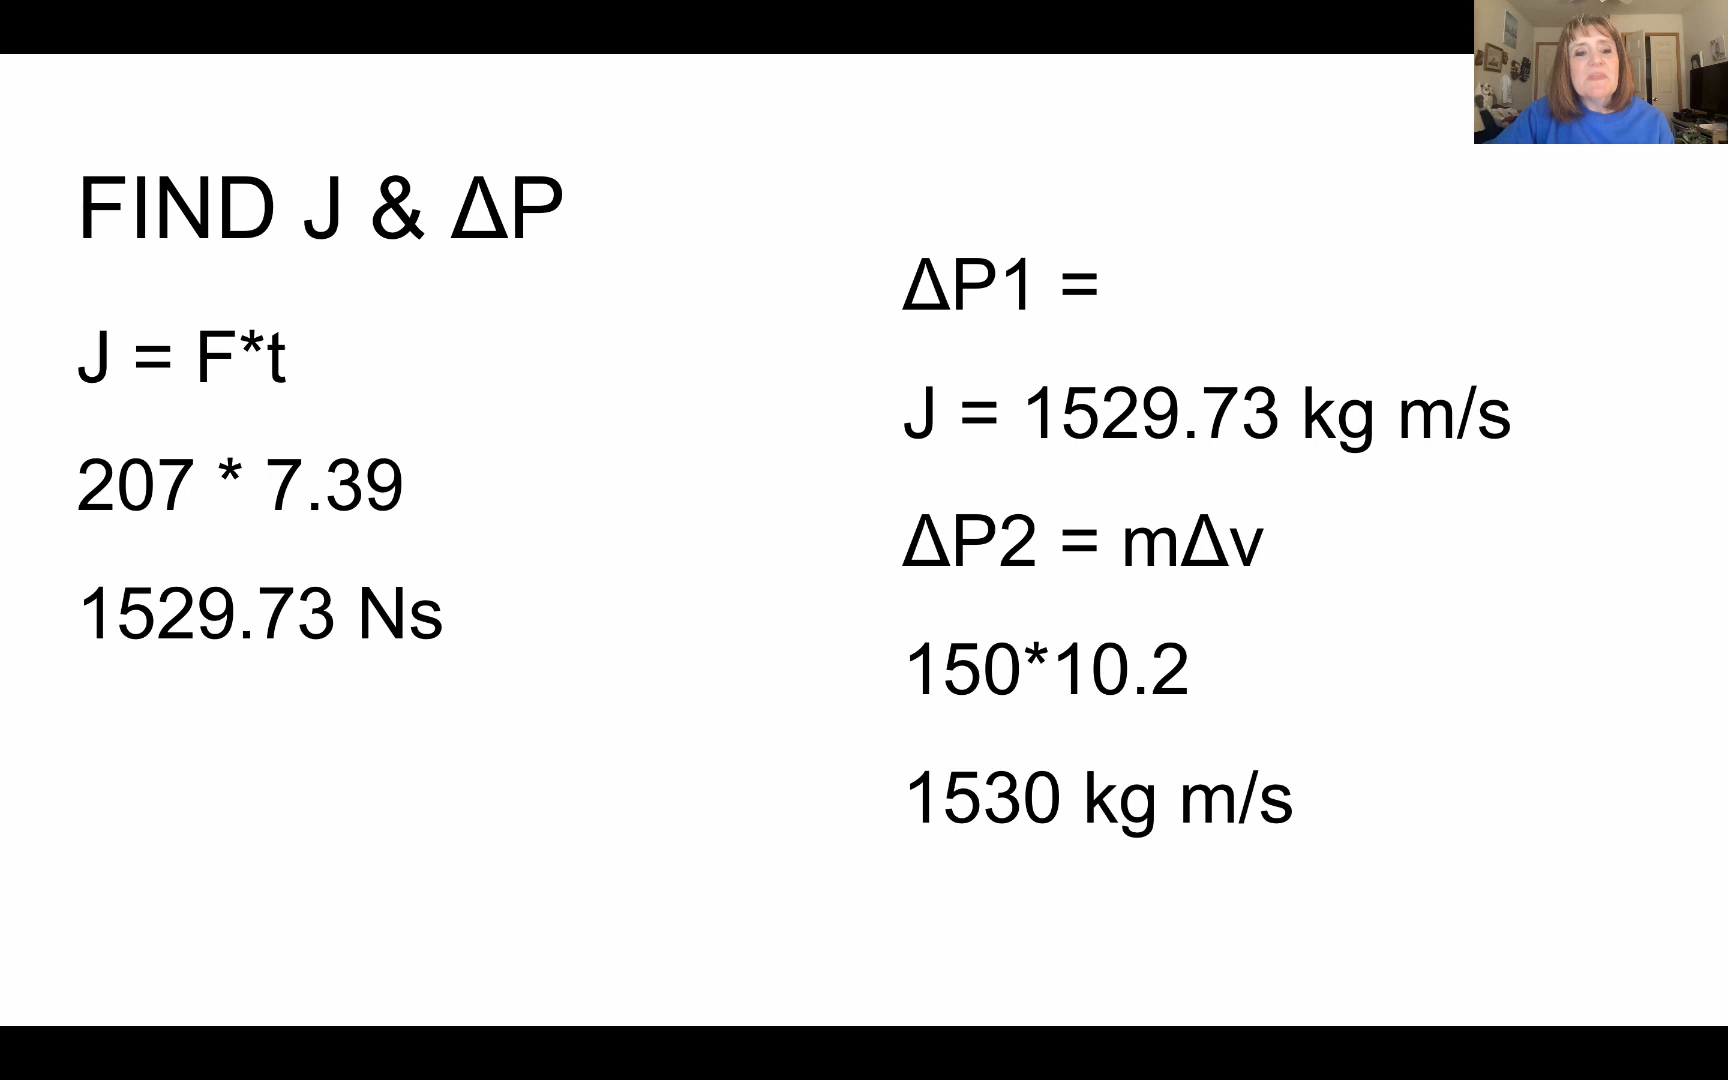 FIND J & ΔP
J = F*t
207 * 7.39
1529.73 Ns
ΔP1 =
J = 1529.73 kg m/s
ΔP2 = mΔv
150*10.2
1530 kg m/s